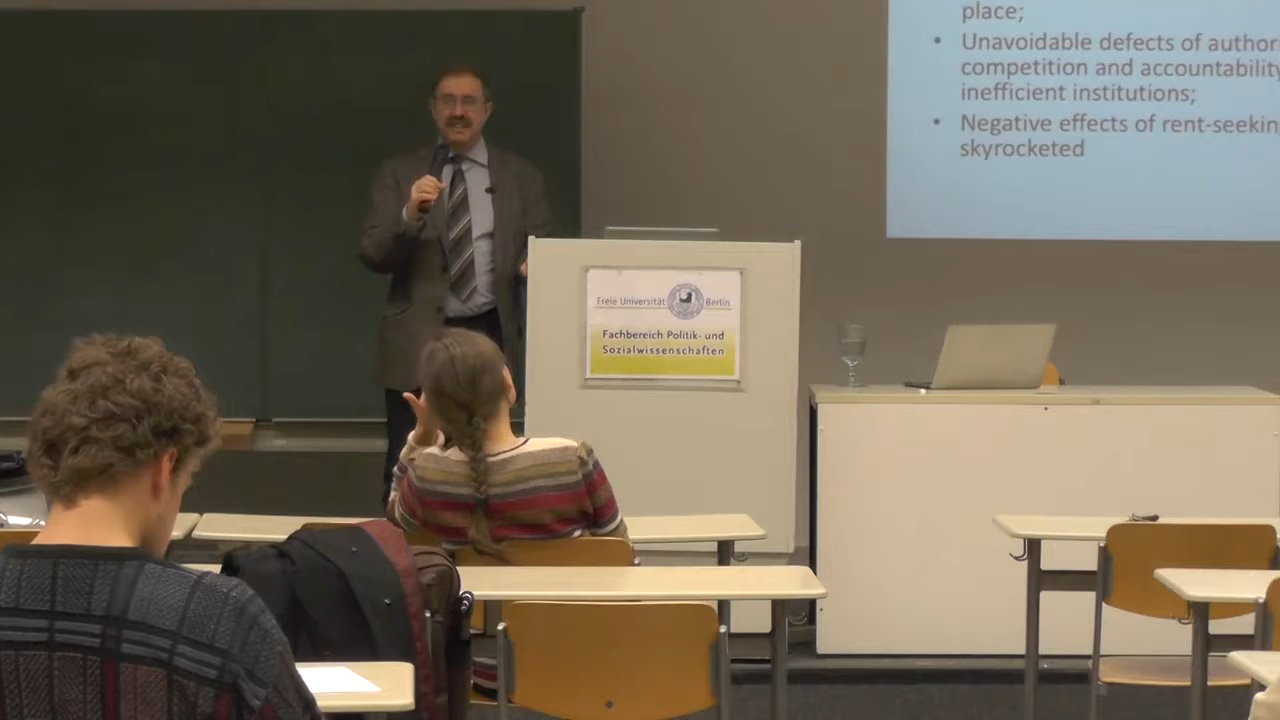 place;
• Unavoidable defects of author
competition and accountability
inefficient institutions;
• Negative effects of rent-seekin
skyrocketed
Freie Universität Berlin
Fachbereich Politik- und
Sozialwissenschaften